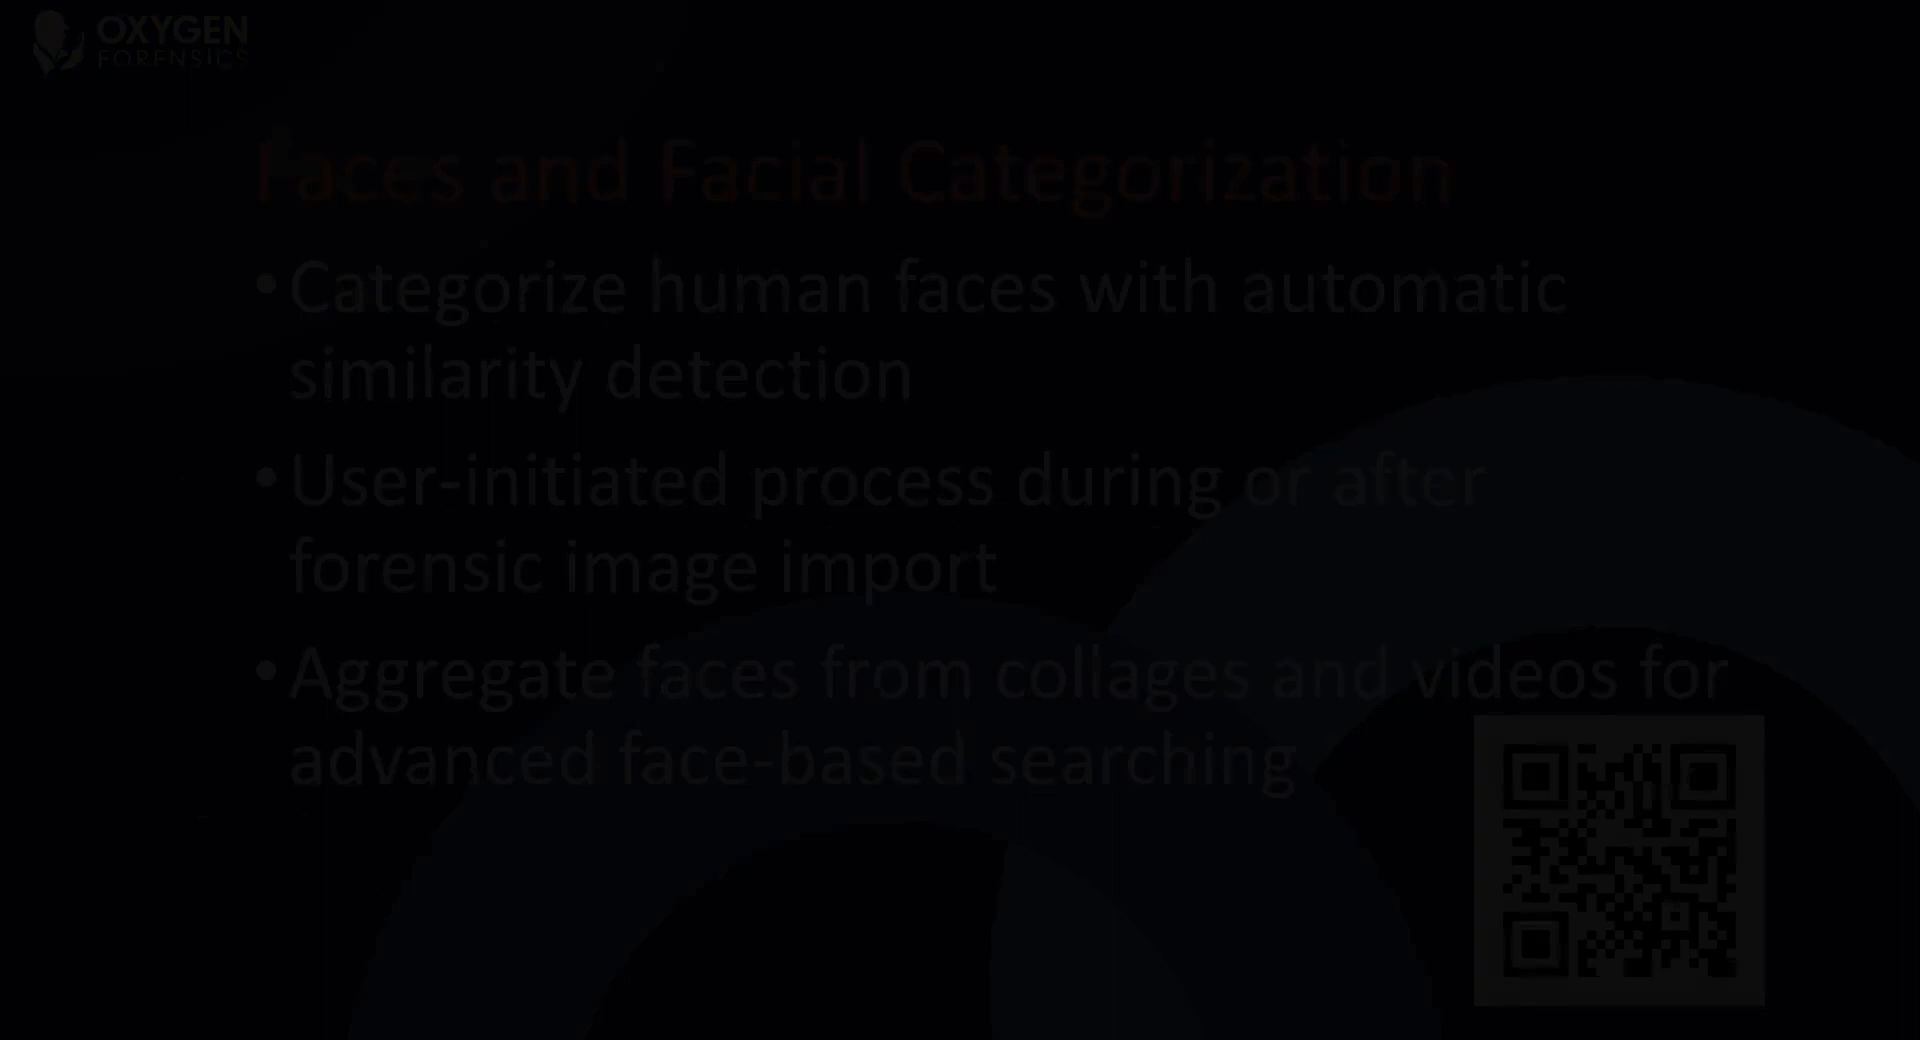 OXYGEN
FORENSICS
Faces and Facial Categorization
• Categorize human faces with automatic
similarity detection
• User-initiated process during or after
forensic image import
• Aggregate faces from collages and videos for
advanced face-based searching